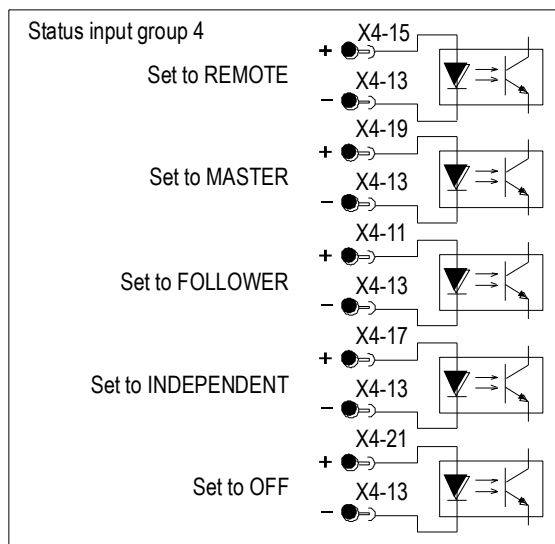 Status input group 4
+ X4-15
Set to REMOTE
– X4-13
+ X4-19
Set to MASTER
– X4-13
+ X4-11
Set to FOLLOWER
– X4-13
+ X4-17
Set to INDEPENDENT
– X4-13
+ X4-21
Set to OFF
– X4-13